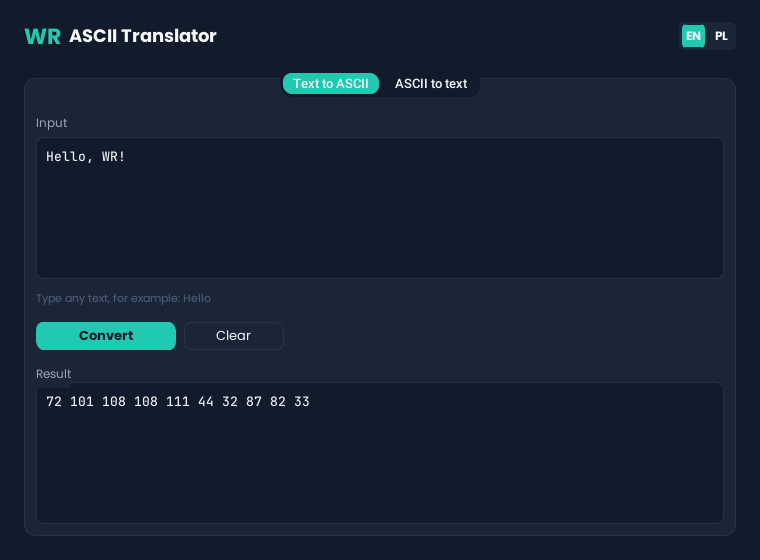 WR ASCII Translator
EN PL
Text to ASCII ASCII to text
Input
Hello, WR!
Type any text, for example: Hello
Convert Clear
Result
72 101 108 108 111 44 32 87 82 33